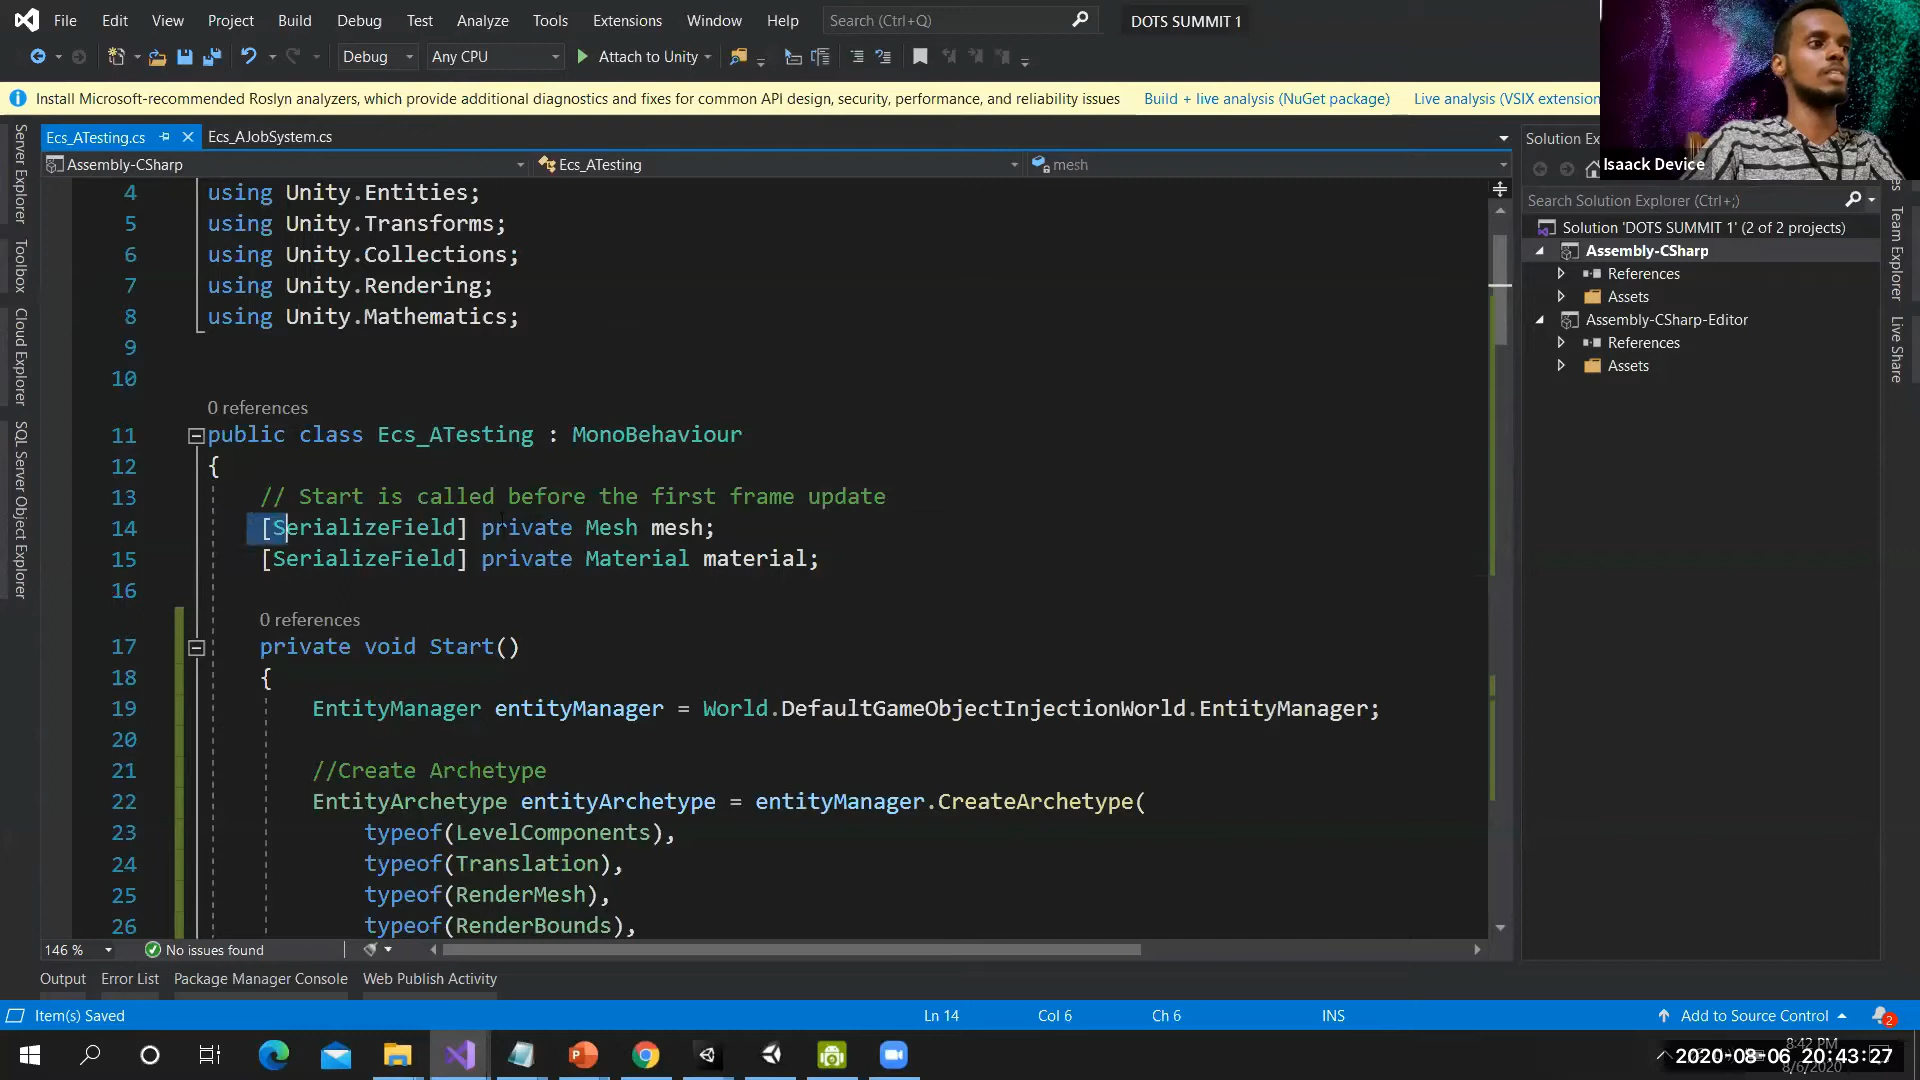 File Edit View Project Build Debug Test Analyze Tools Extensions Window Help Search (Ctrl+Q) DOTS SUMMIT 1
Debug Any CPU Attach to Unity
Install Microsoft-recommended Roslyn analyzers, which provide additional diagnostics and fixes for common API design, security, performance, and reliability issues Build + live analysis (NuGet package) Live analysis (VSIX extension
Ecs_ATesting.cs Ecs_AJobSystem.cs
Assembly-CSharp Ecs_ATesting mesh
4 using Unity.Entities;
5 using Unity.Transforms;
6 using Unity.Collections;
7 using Unity.Rendering;
8 using Unity.Mathematics;
9
10
0 references
11 public class Ecs_ATesting : MonoBehaviour
12 {
13 // Start is called before the first frame update
14 [SerializeField] private Mesh mesh;
15 [SerializeField] private Material material;
16
0 references
17 private void Start()
18 {
19 EntityManager entityManager = World.DefaultGameObjectInjectionWorld.EntityManager;
20
21 //Create Archetype
22 EntityArchetype entityArchetype = entityManager.CreateArchetype(
23 typeof(LevelComponents),
24 typeof(Translation),
25 typeof(RenderMesh),
26 typeof(RenderBounds),
146 % No issues found
Output Error List Package Manager Console Web Publish Activity
Item(s) Saved Ln 14 Col 6 Ch 6 INS Add to Source Control 2
Server Explorer
Toolbox
Cloud Explorer
SQL Server Object Explorer
Solution Ex
Isaack Device
Search Solution Explorer (Ctrl+;)
Solution 'DOTS SUMMIT 1' (2 of 2 projects)
Assembly-CSharp
References
Assets
Assembly-CSharp-Editor
References
Assets
Team Explorer
Live Share
8:42 PM
2020-08-06 20:43:27
8/6/2020